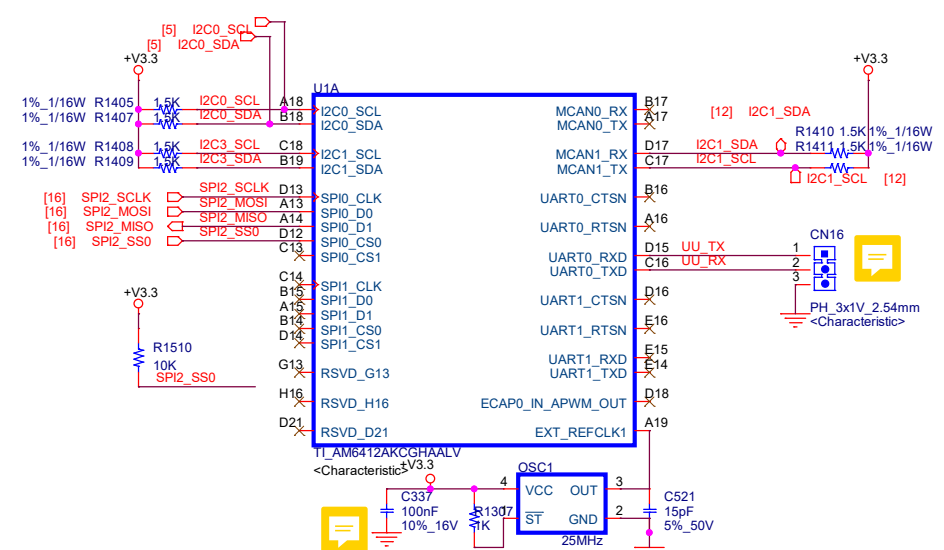 [5] I2C0_SCL
[5] I2C0_SDA
+V3.3
+V3.3
U1A
1%_1/16W R1405 1.5K I2C0_SCL A18 I2C0_SCL
1%_1/16W R1407 1.5K I2C0_SDA B18 I2C0_SDA
1%_1/16W R1408 1.5K I2C3_SCL C18 I2C1_SCL
1%_1/16W R1409 1.5K I2C3_SDA B19 I2C1_SDA
[16] SPI2_SCLK SPI2_SCLK D13 SPI0_CLK
[16] SPI2_MOSI SPI2_MOSI A13 SPI0_D0
[16] SPI2_MISO SPI2_MISO A14 SPI0_D1
[16] SPI2_SS0 SPI2_SS0 D12 SPI0_CS0
C13 SPI0_CS1
C14 SPI1_CLK
B15 SPI1_D0
A15 SPI1_D1
B14 SPI1_CS0
D14 SPI1_CS1
G13 RSVD_G13
H16 RSVD_H16
D21 RSVD_D21
+V3.3
R1510
10K
SPI2_SS0
MCAN0_RX B17
MCAN0_TX A17
[12] I2C1_SDA
MCAN1_RX D17 I2C1_SDA R1410 1.5K 1%_1/16W
MCAN1_TX C17 I2C1_SCL R1411 1.5K 1%_1/16W
I2C1_SCL [12]
UART0_CTSN B16
UART0_RTSN A16
UART0_RXD D15 UU_TX 1
UART0_TXD C16 UU_RX 2
3
CN16
PH_3x1V_2.54mm
<Characteristic>
UART1_CTSN D16
UART1_RTSN E16
UART1_RXD E15
UART1_TXD E14
ECAP0_IN_APWM_OUT D18
EXT_REFCLK1 A19
TI_AM6412AKCGHAALV
<Characteristic>
+V3.3
OSC1
C337
100nF
10%_16V
R1307
1K
4 VCC OUT 3
1 ST GND 2
25MHz
C521
15pF
5%_50V